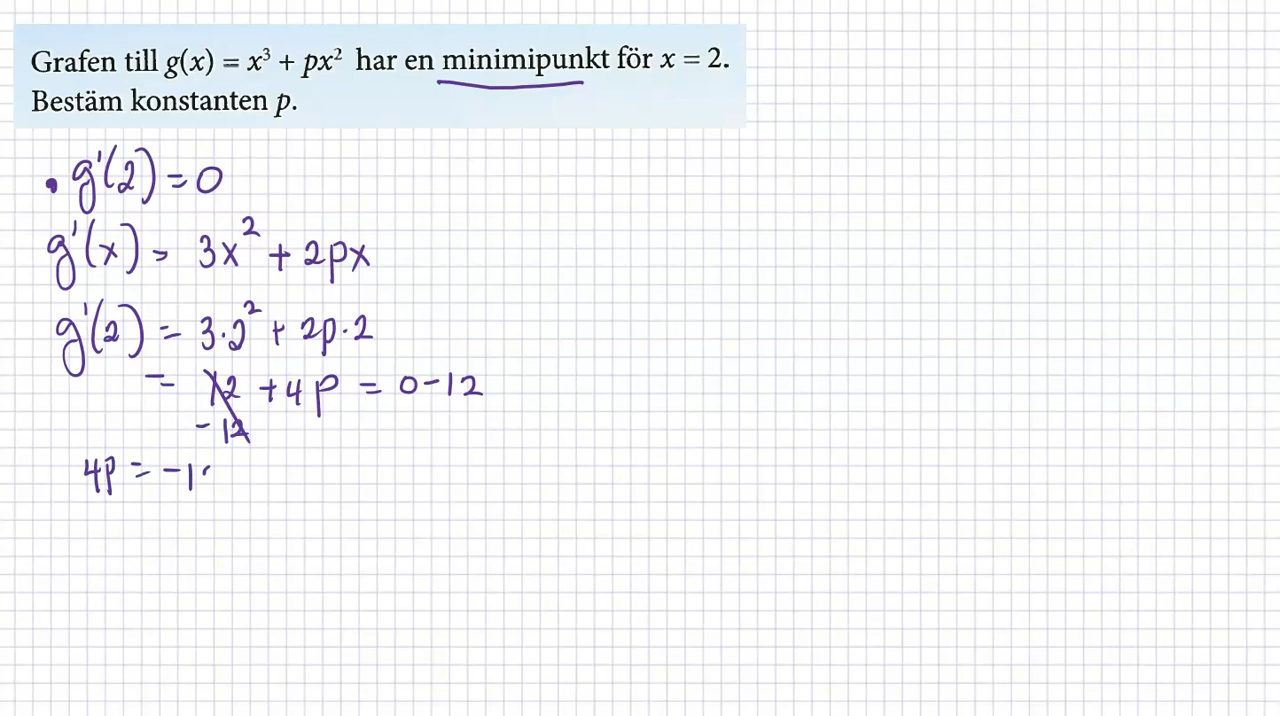 Grafen till g(x) = x³ + px² har en minimipunkt för x = 2.
Bestäm konstanten p.
• g'(2) = 0
g'(x) = 3x² + 2px
g'(2) = 3·2² + 2p·2
= 12 + 4p = 0-12
-12
4p = -1